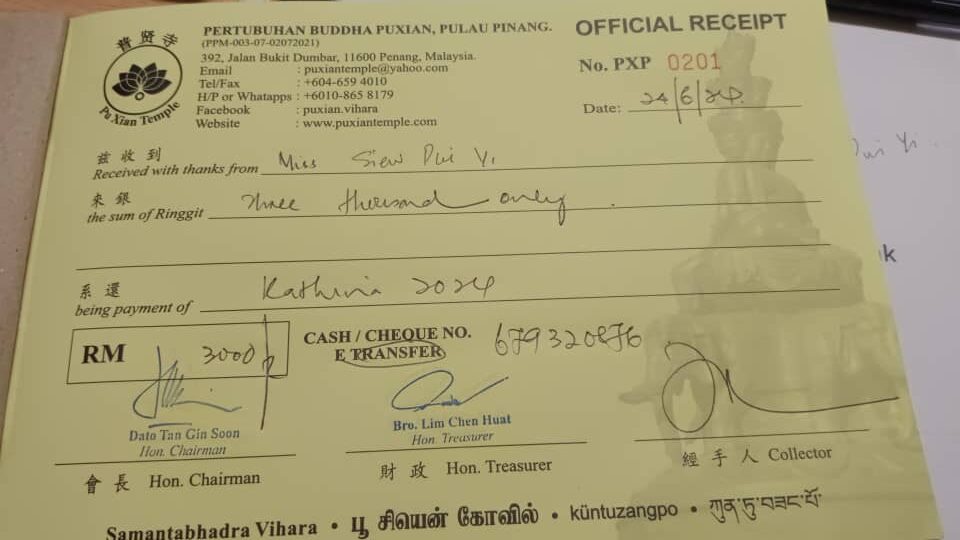 普贤寺
Pu Xian Temple
PERTUBUHAN BUDDHA PUXIAN, PULAU PINANG.
(PPM-003-07-02072021)
392, Jalan Bukit Dumbar, 11600 Penang, Malaysia.
Email : puxiantemple@yahoo.com
Tel/Fax : +604-659 4010
H/P or Whatapps : +6010-865 8179
Facebook : puxian.vihara
Website : www.puxiantemple.com
OFFICIAL RECEIPT
No. PXP 0201
Date: 24/6/24
茲收到
Received with thanks from Miss Siew Pui Yi
來銀
the sum of Ringgit Three thousand only.
系還
being payment of Kathina 2024
RM 3000
CASH / CHEQUE NO. 679320876
E TRANSFER
Dato Tan Gin Soon
Hon. Chairman
Bro. Lim Chen Huat
Hon. Treasurer
會長 Hon. Chairman
財政 Hon. Treasurer
經手人 Collector
Samantabhadra Vihara • பூ சியென் கோவில் • küntuzangpo • ཀུན་ཏུ་བཟང་པོ་
Pui Yi
k